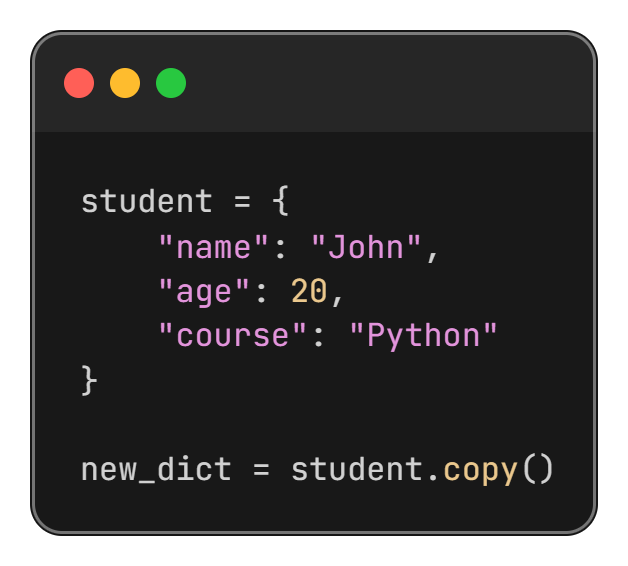 student = {
    "name": "John",
    "age": 20,
    "course": "Python"
}

new_dict = student.copy()